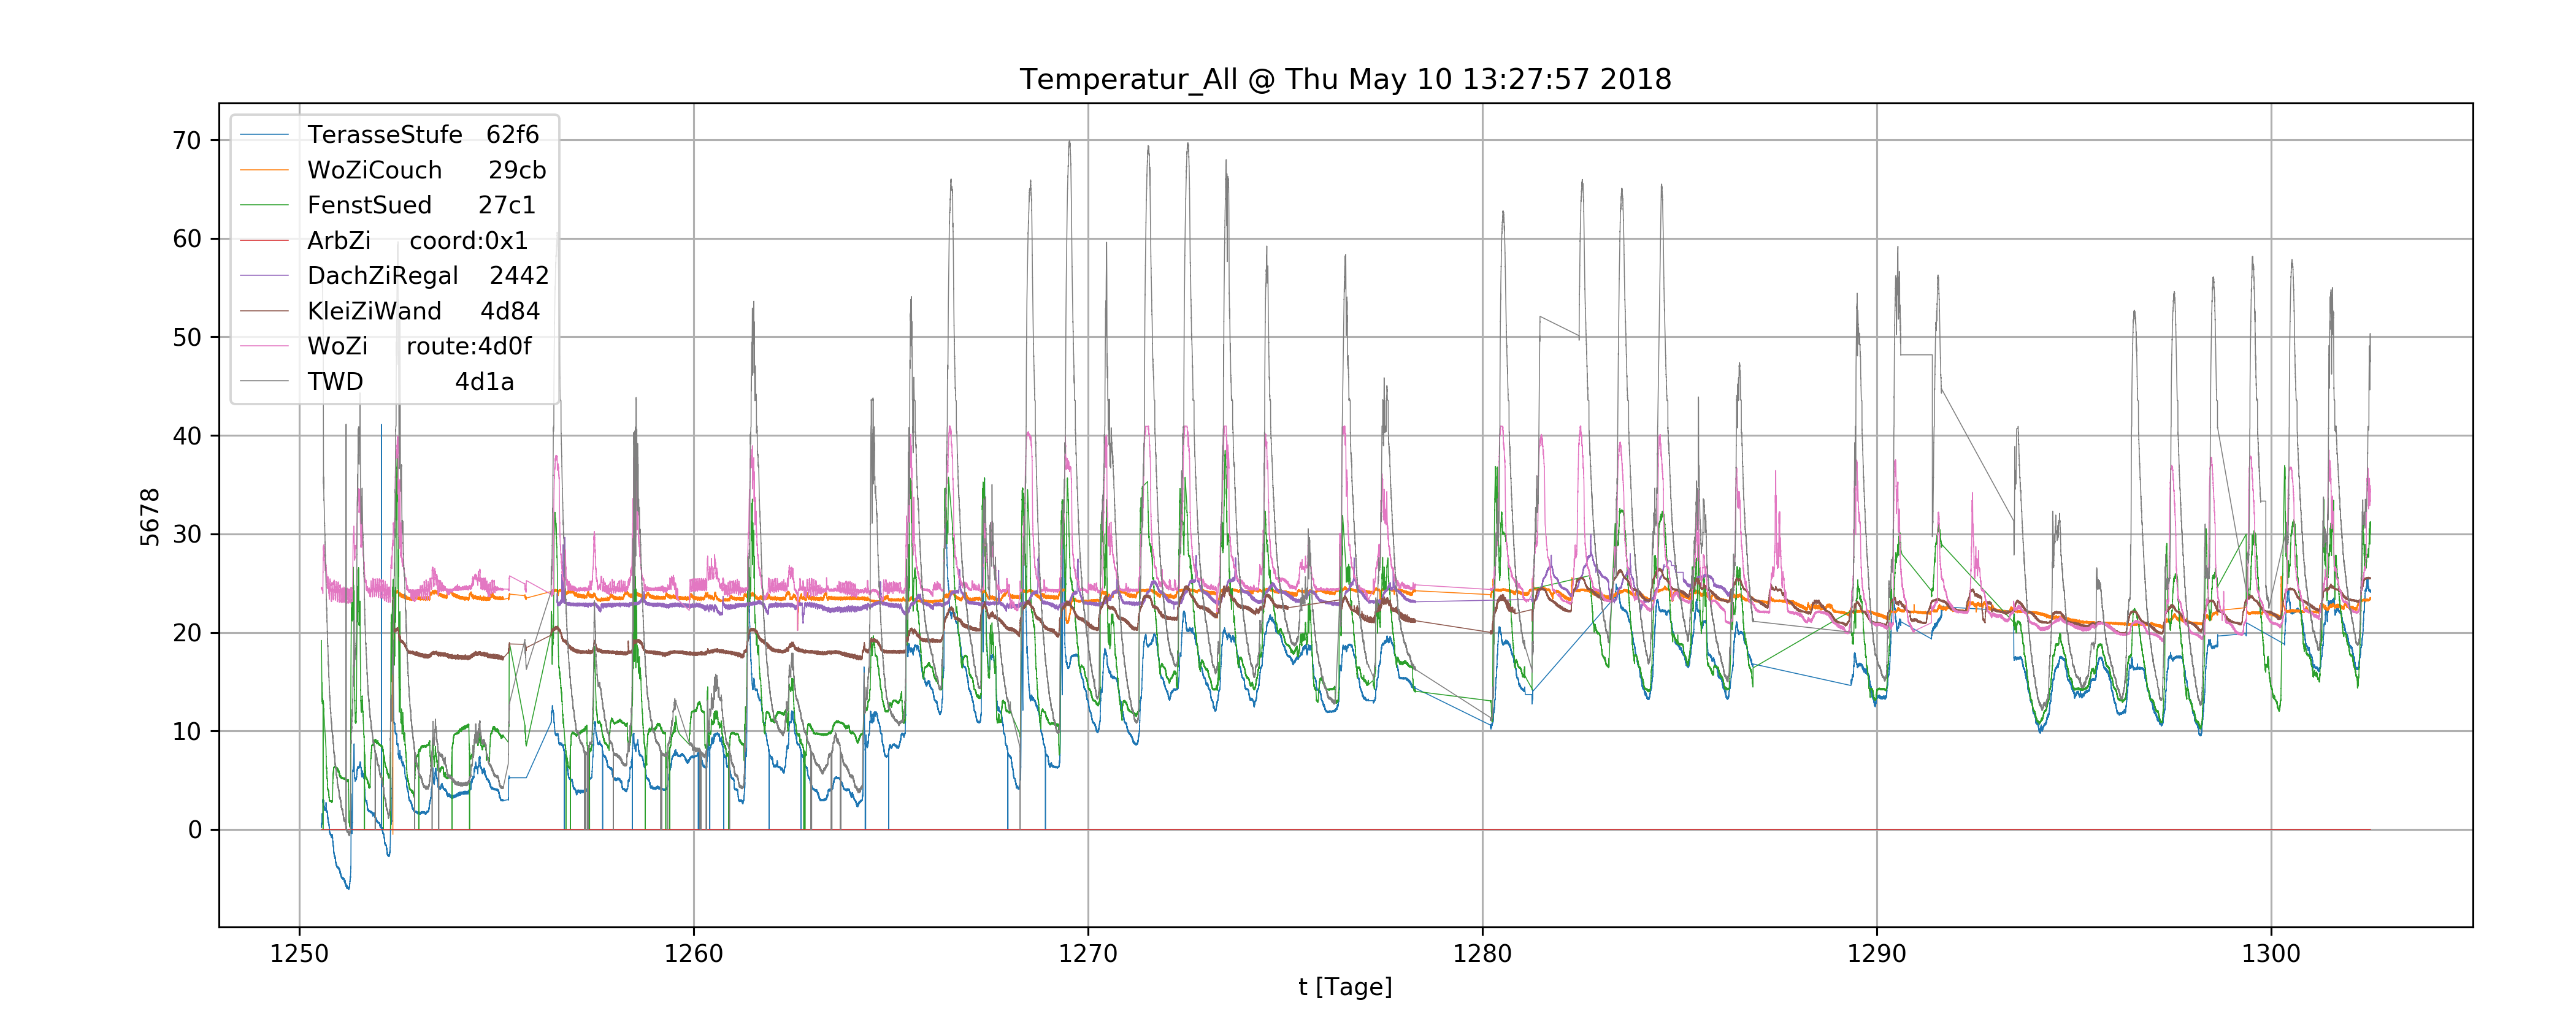 Temperatur_All @ Thu May 10 13:27:57 2018
TerasseStufe 62f6
WoZiCouch 29cb
FenstSued 27c1
ArbZi coord:0x1
DachZiRegal 2442
KleiZiWand 4d84
WoZi route:4d0f
TWD 4d1a
5678
70
60
50
40
30
20
10
0
1250 1260 1270 1280 1290 1300
t [Tage]